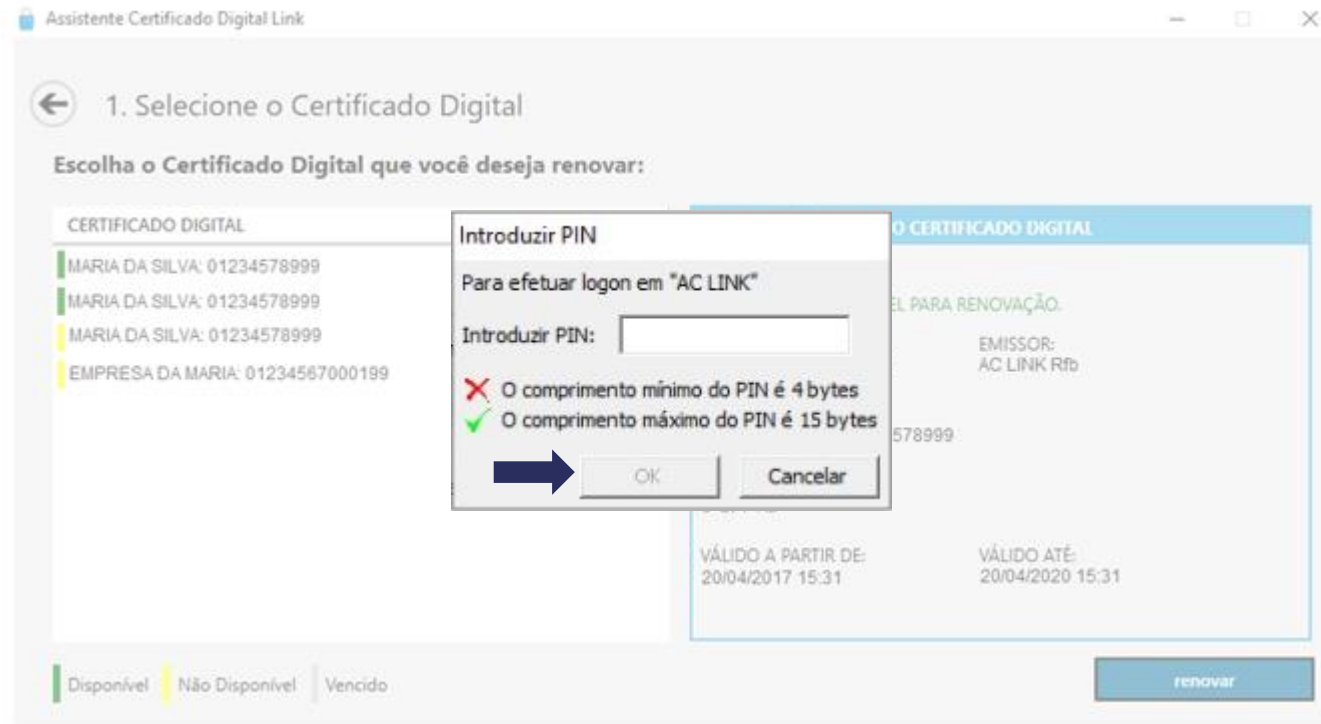 Assistente Certificado Digital Link
1. Selecione o Certificado Digital
Escolha o Certificado Digital que você deseja renovar:
CERTIFICADO DIGITAL
MARIA DA SILVA: 01234578999
MARIA DA SILVA: 01234578999
MARIA DA SILVA: 01234578999
EMPRESA DA MARIA: 01234567000199
Introduzir PIN
Para efetuar logon em "AC LINK"
Introduzir PIN:
O comprimento mínimo do PIN é 4 bytes
O comprimento máximo do PIN é 15 bytes
OK Cancelar
O CERTIFICADO DIGITAL
EL PARA RENOVAÇÃO.
EMISSOR:
AC LINK Rfb
578999
VÁLIDO A PARTIR DE: VÁLIDO ATÉ:
20/04/2017 15:31 20/04/2020 15:31
Disponível Não Disponível Vencido
renovar